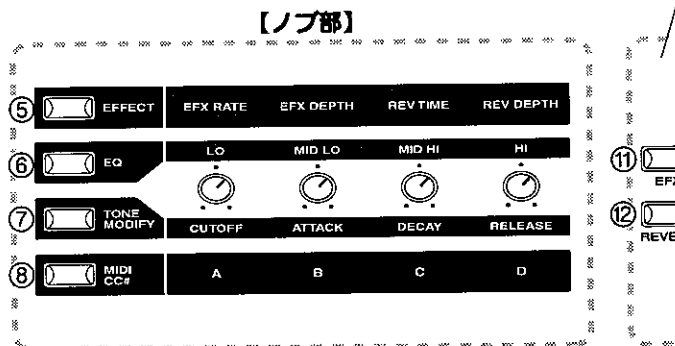 【ノブ部】
⑤ EFFECT EFX RATE EFX DEPTH REV TIME REV DEPTH
⑥ EQ LO MID LO MID HI HI
⑦ TONE MODIFY CUTOFF ATTACK DECAY RELEASE
⑧ MIDI CC# A B C D
⑪
⑫